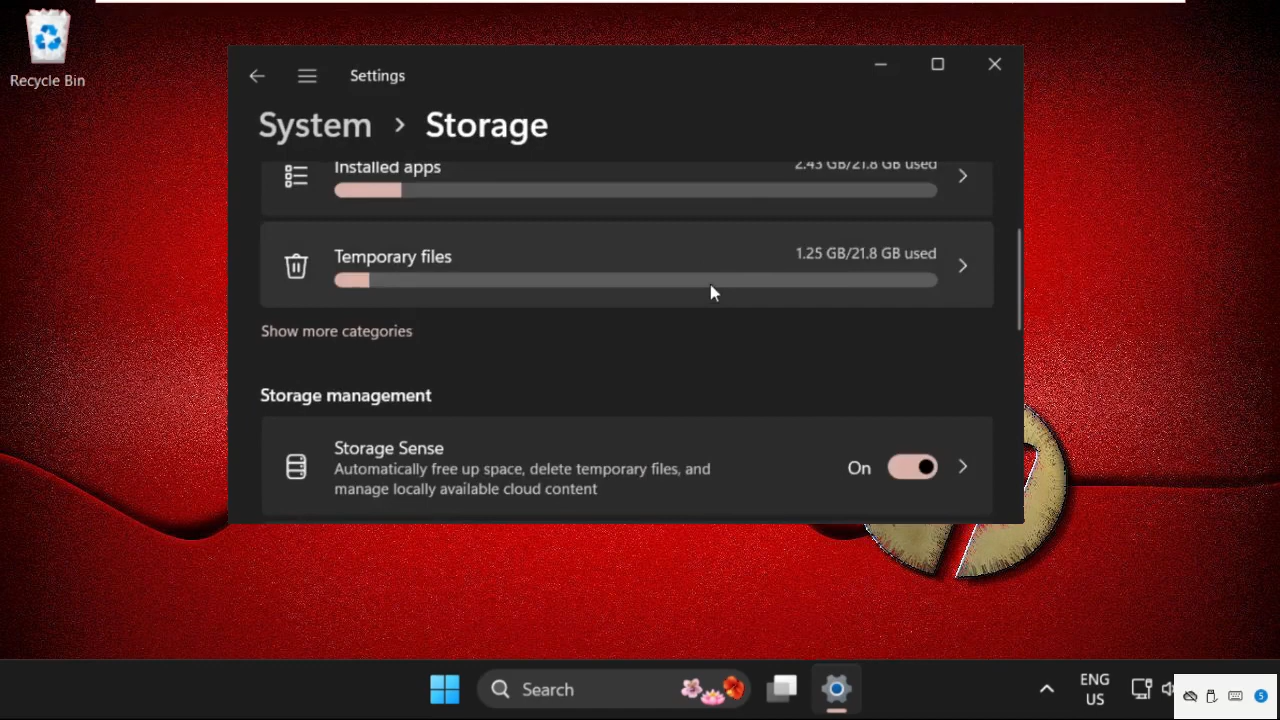 Recycle Bin
Settings
System > Storage
Installed apps
2.43 GB/21.8 GB used
Temporary files
1.25 GB/21.8 GB used
Show more categories
Storage management
Storage Sense
Automatically free up space, delete temporary files, and
manage locally available cloud content
On
Search
ENG
US
5